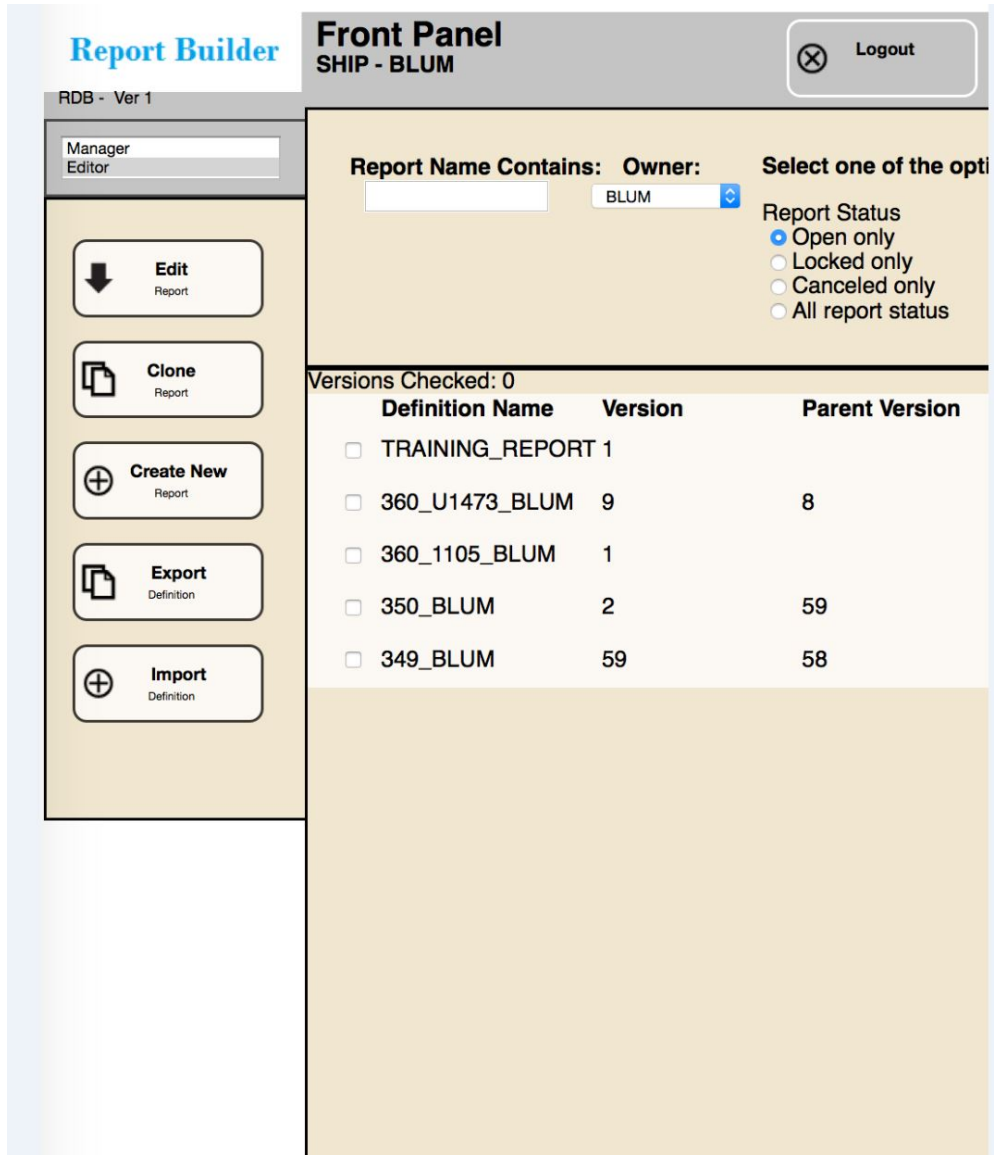 Report Builder
RDB - Ver 1
Front Panel
SHIP - BLUM
Logout
Manager
Editor
Edit
Report
Clone
Report
Create New
Report
Export
Definition
Import
Definition
Report Name Contains: Owner:
BLUM
Select one of the opti
Report Status
Open only
Locked only
Canceled only
All report status
Versions Checked: 0
Definition Name Version Parent Version
TRAINING_REPORT 1
360_U1473_BLUM 9 8
360_1105_BLUM 1
350_BLUM 2 59
349_BLUM 59 58